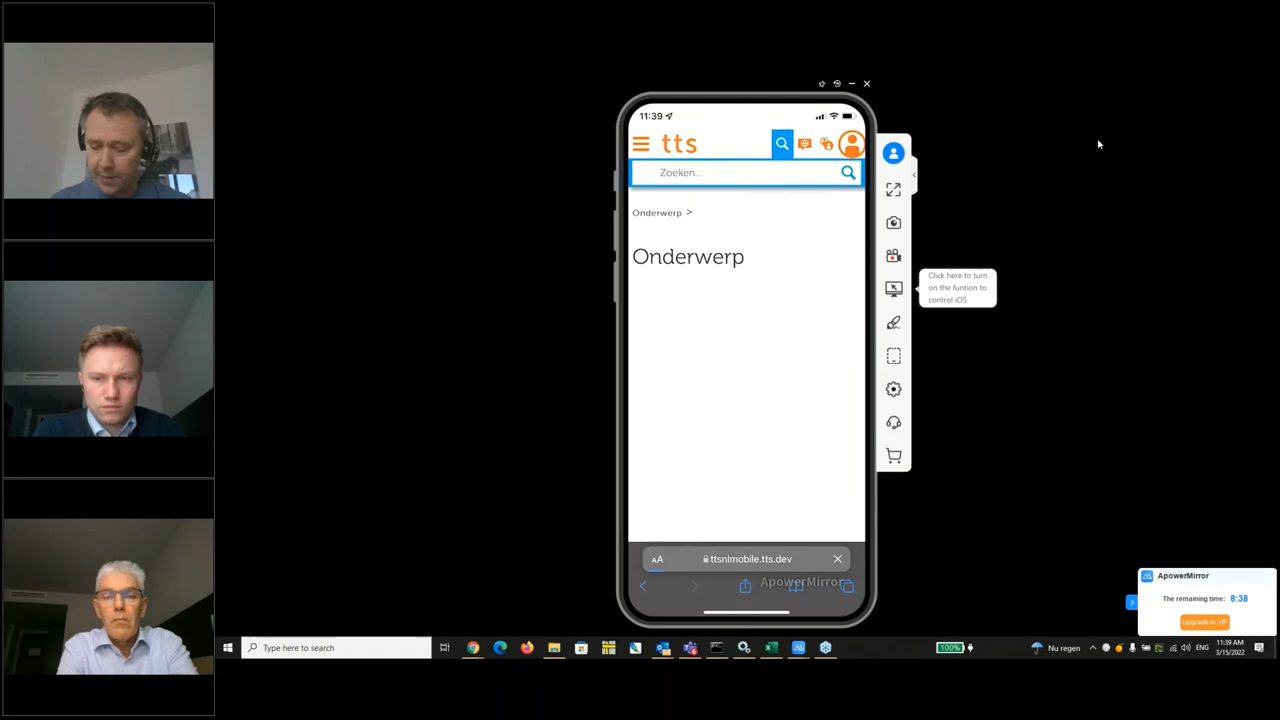 11:39
tts
Zoeken...
Onderwerp >
Onderwerp
Click here to turn
on the funtion to
control iOS
AA
ttsnlmobile.tts.dev
ApowerMirror
ApowerMirror
The remaining time: 8:38
Upgrade to VIP
Type here to search
100%
Nu regen
ENG
11:39 AM
3/15/2022